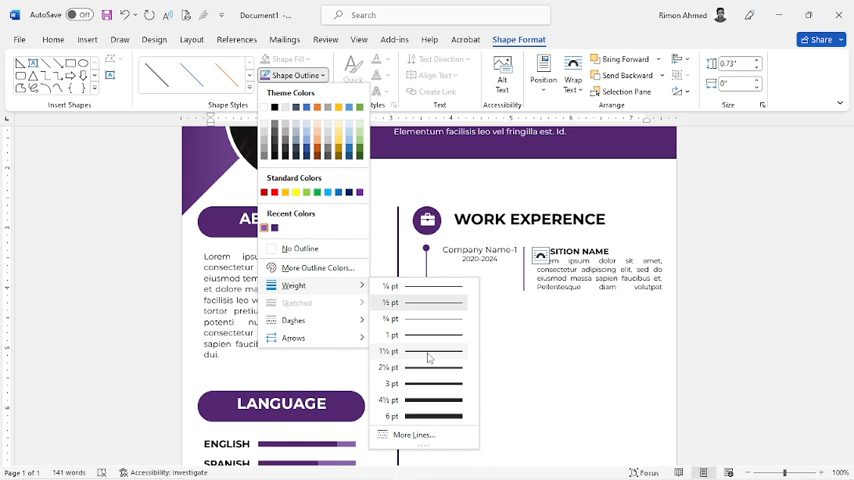 AutoSave Off Document1 -... Search Rimon Ahmed
File Home Insert Draw Design Layout References Mailings Review View Add-ins Help Acrobat Shape Format Share
Shape Fill
Shape Outline
Quick
Text Direction
Align Text
Create Link
Alt
Text
Position
Wrap
Text
Bring Forward
Send Backward
Selection Pane
0.73"
0"
Insert Shapes Shape Styles Text Accessibility Arrange Size
Theme Colors
Standard Colors
Recent Colors
No Outline
More Outline Colors...
Weight
Sketched
Dashes
Arrows
¼ pt
½ pt
¾ pt
1 pt
1½ pt
2¼ pt
3 pt
4½ pt
6 pt
More Lines...
Elementum facilisis leo vel fringilla est. Id.
WORK EXPERENCE
Company Name-1
2020-2024
SITION NAME
em ipsum dolor sit amet,
consectetur adipiscing elit, sed do
eiusmod massa sapien faucibus et.
Pellentesque diam volutpat
AB
Lorem ipsu
consectetur
eiusmod tem
et dolore ma
facilisis leo v
tortor pretiu
potenti nu
consectetur
sapien faucib
dui.
LANGUAGE
ENGLISH
SPANISH
Page 1 of 1 141 words Accessibility: Investigate Focus 100%